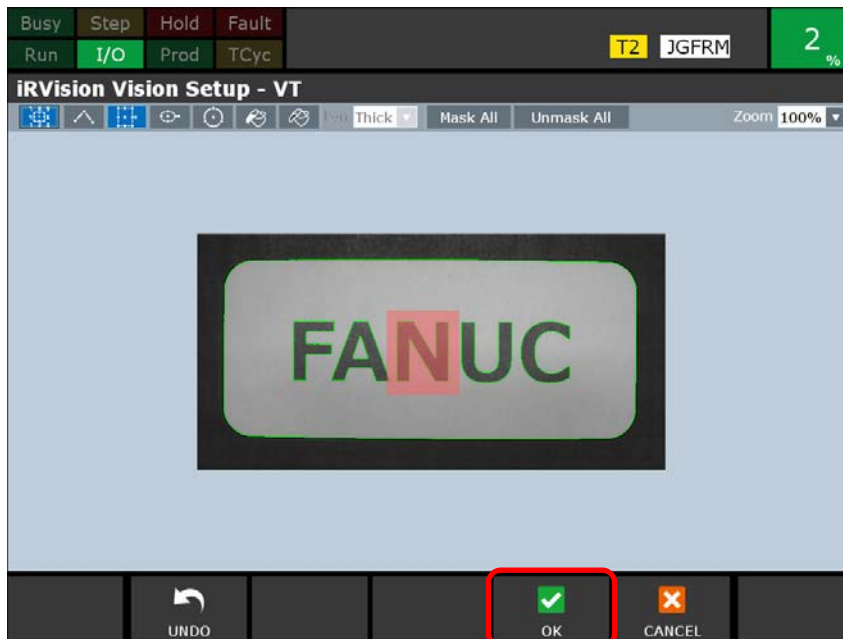 Busy Step Hold Fault
Run I/O Prod TCyc T2 JGFRM 2 %
iRVision Vision Setup - VT
Pen Thick Mask All Unmask All Zoom 100%
FANUC
UNDO OK CANCEL